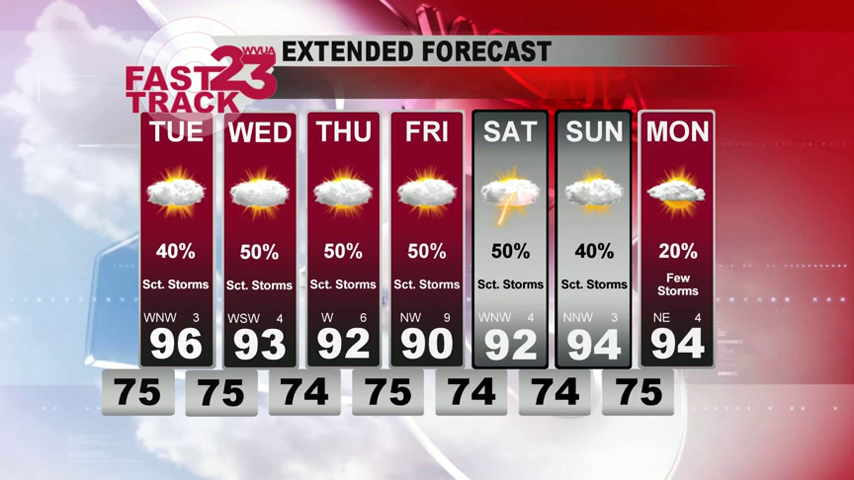 WVUA
23
FAST
TRACK
EXTENDED FORECAST
TUE WED THU FRI SAT SUN MON
40% 50% 50% 50% 50% 40% 20%
Sct. Storms Sct. Storms Sct. Storms Sct. Storms Sct. Storms Sct. Storms Few
Storms
WNW 3 WSW 4 W 6 NW 9 WNW 4 NNW 3 NE 4
96 93 92 90 92 94 94
75 75 74 75 74 74 75